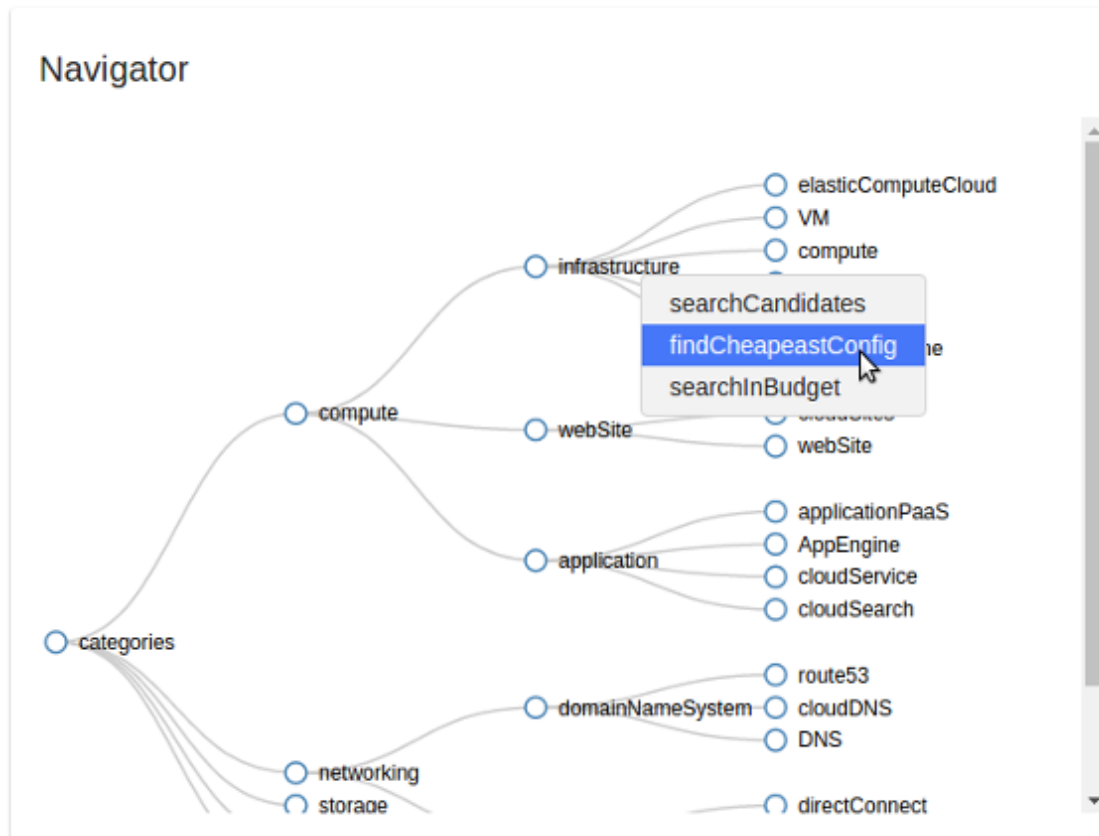 Navigator
elasticComputeCloud
VM
compute
infrastructure
searchCandidates
findCheapeastConfig
searchInBudget
compute
cloudSites
webSite
webSite
applicationPaaS
AppEngine
application
cloudService
cloudSearch
categories
route53
domainNameSystem
cloudDNS
DNS
networking
storage
directConnect